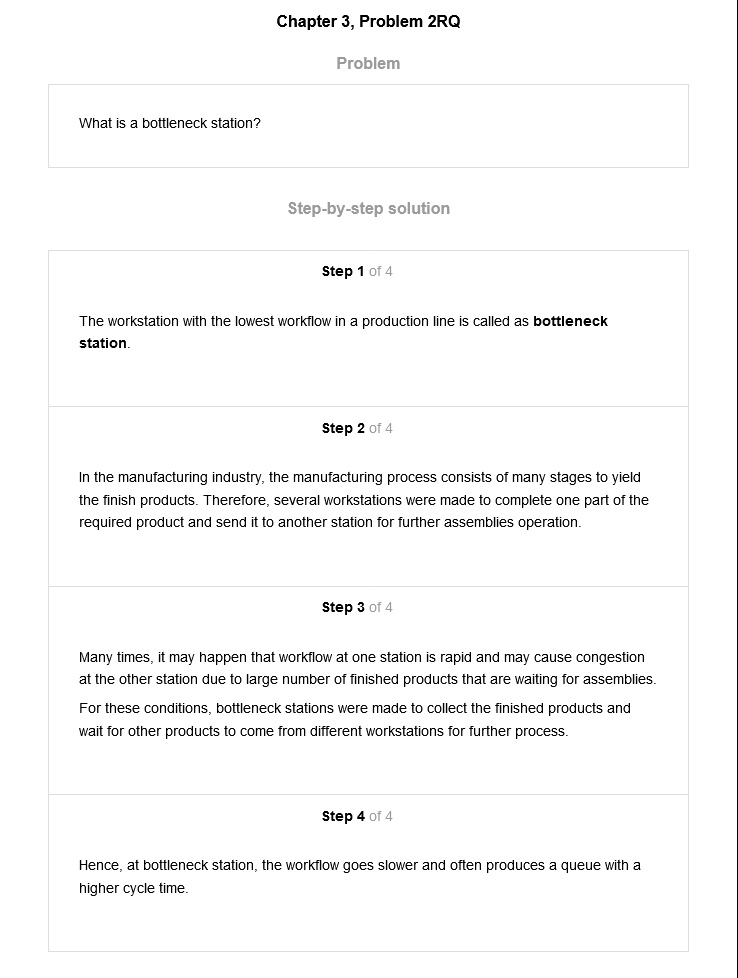 Chapter 3, Problem 2RQ
Problem
What is a bottleneck station?
Step-by-step solution
Step 1 of 4
The workstation with the lowest workflow in a production line is called as bottleneck
station.
Step 2 of 4
In the manufacturing industry, the manufacturing process consists of many stages to yield
the finish products. Therefore, several workstations were made to complete one part of the
required product and send it to another station for further assemblies operation.
Step 3 of 4
Many times, it may happen that workflow at one station is rapid and may cause congestion
at the other station due to large number of finished products that are waiting for assemblies.
For these conditions, bottleneck stations were made to collect the finished products and
wait for other products to come from different workstations for further process.
Step 4 of 4
Hence, at bottleneck station, the workflow goes slower and often produces a queue with a
higher cycle time.